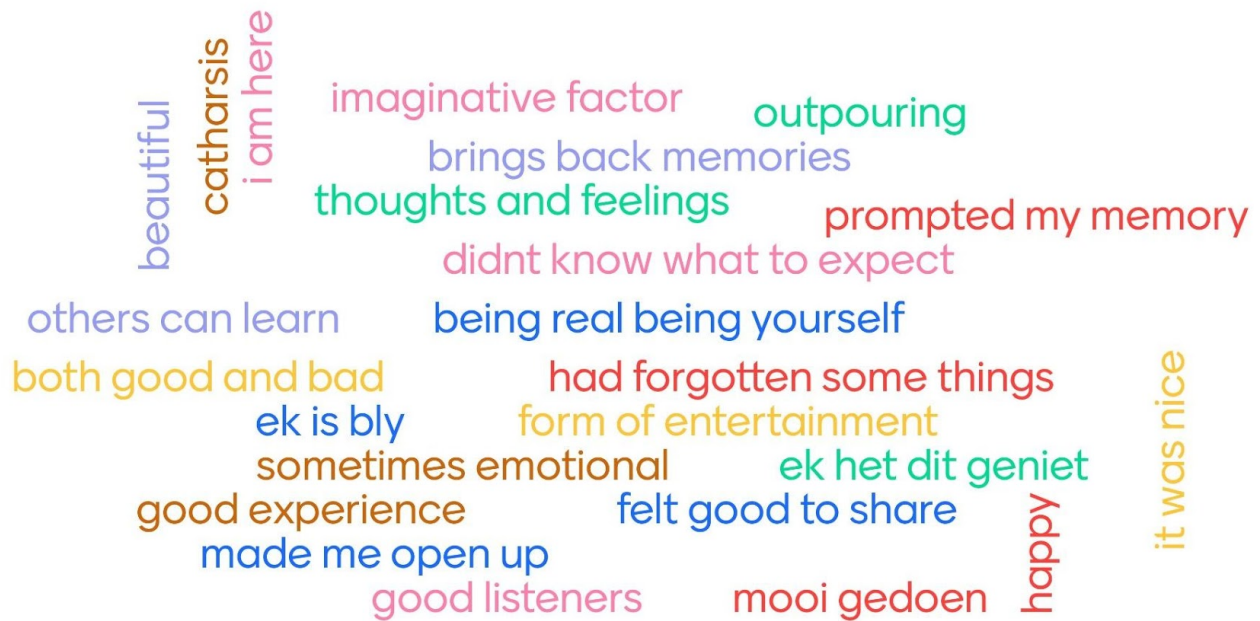 i am here
catharsis
beautiful
imaginative factor
outpouring
brings back memories
thoughts and feelings
prompted my memory
didnt know what to expect
others can learn
being real being yourself
both good and bad
had forgotten some things
it was nice
ek is bly
form of entertainment
sometimes emotional
ek het dit geniet
good experience
felt good to share
happy
made me open up
good listeners
mooi gedoen